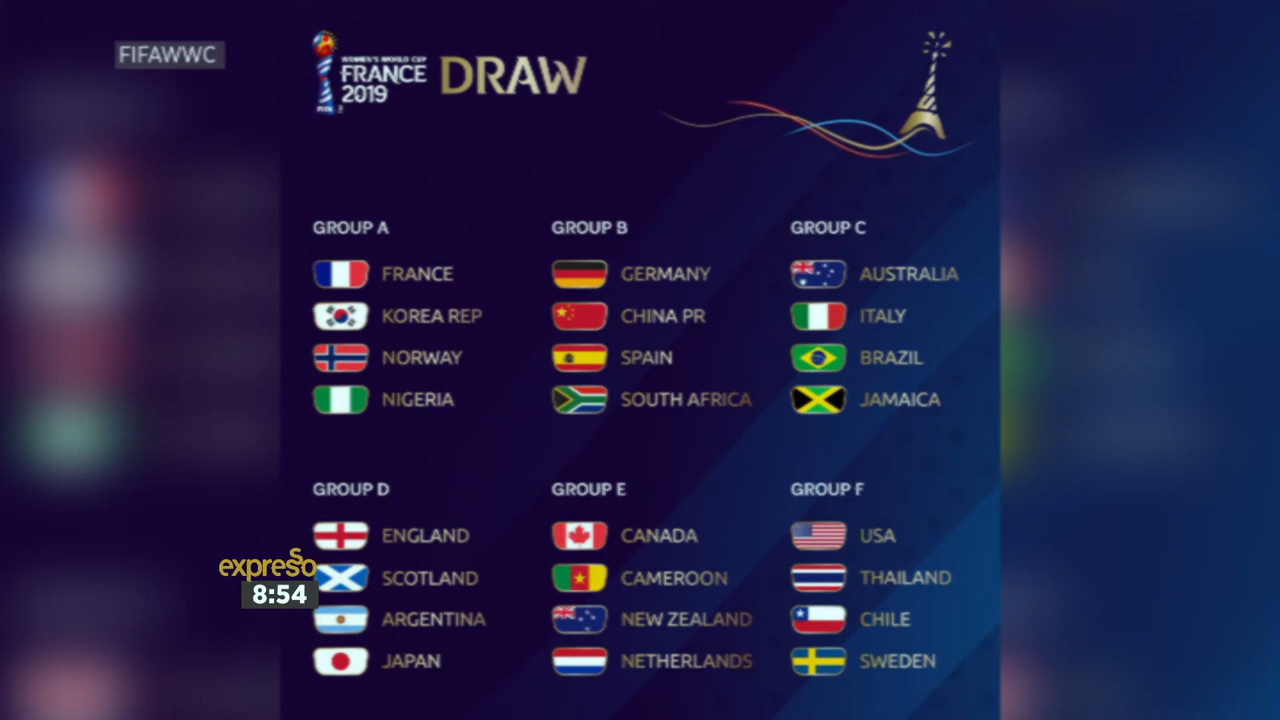 FIFAWWC
WOMEN'S WORLD CUP
FRANCE
2019
DRAW
GROUP A
FRANCE
KOREA REP
NORWAY
NIGERIA
GROUP B
GERMANY
CHINA PR
SPAIN
SOUTH AFRICA
GROUP C
AUSTRALIA
ITALY
BRAZIL
JAMAICA
GROUP D
ENGLAND
SCOTLAND
ARGENTINA
JAPAN
GROUP E
CANADA
CAMEROON
NEW ZEALAND
NETHERLANDS
GROUP F
USA
THAILAND
CHILE
SWEDEN
expresso
8:54